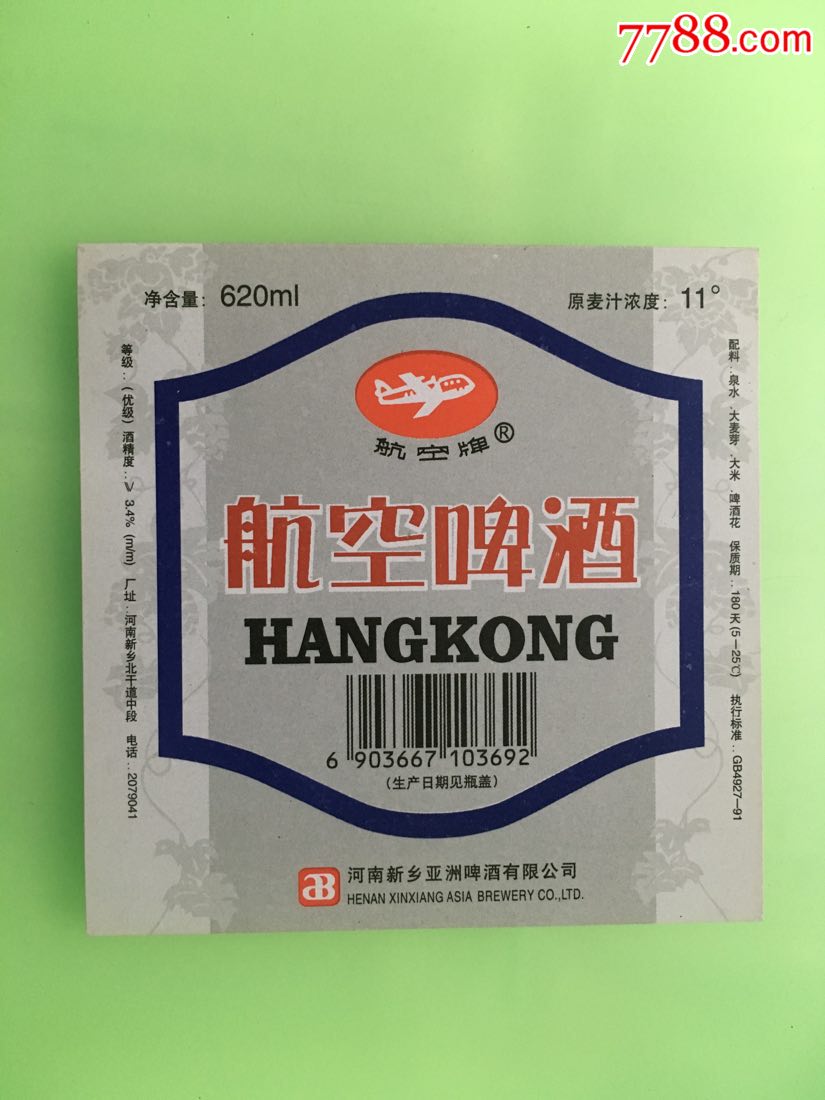 7788.com
净含量：620ml
原麦汁浓度：11°
航空牌®
航空啤酒
HANGKONG
6 903667 103692
(生产日期见瓶盖)
等级：(优级) 酒精度：≥ 3.4% (m/m) 厂址：河南新乡北干道中段 电话：2079041
配料：泉水、大麦芽、大米、啤酒花 保质期：180天(5—25℃) 执行标准：GB4927—91
AB
河南新乡亚洲啤酒有限公司
HENAN XINXIANG ASIA BREWERY CO.,LTD.